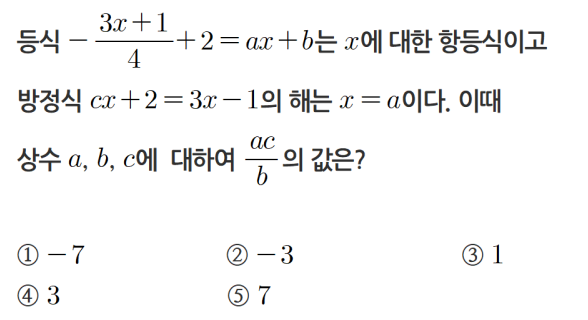 등식 $-\dfrac{3x+1}{4}+2=ax+b$는 $x$에 대한 항등식이고
방정식 $cx+2=3x-1$의 해는 $x=a$이다. 이때
상수 $a$, $b$, $c$에 대하여 $\dfrac{ac}{b}$의 값은?
① $-7$ ② $-3$ ③ $1$
④ $3$ ⑤ $7$